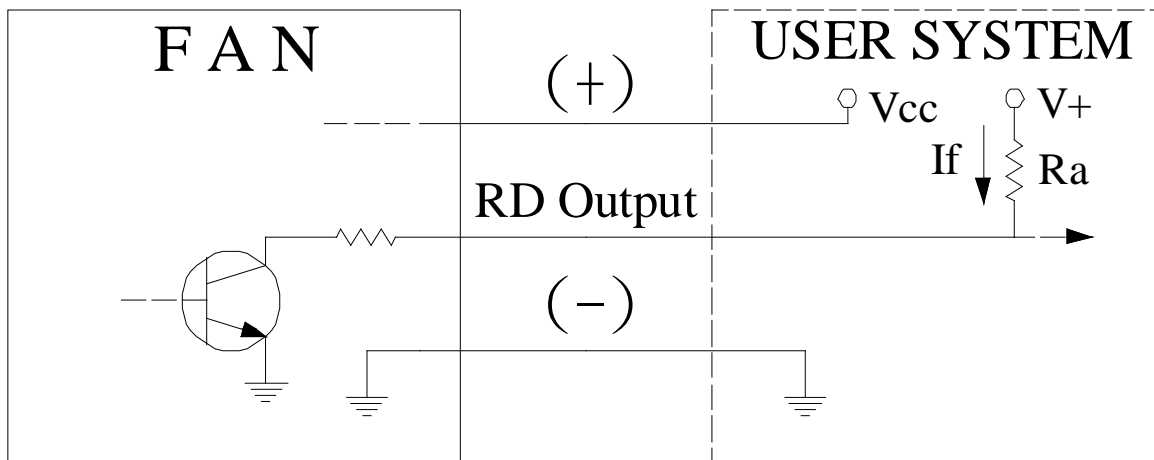 F A N
USER SYSTEM
(+)
Vcc
V+
If
Ra
RD Output
(-)